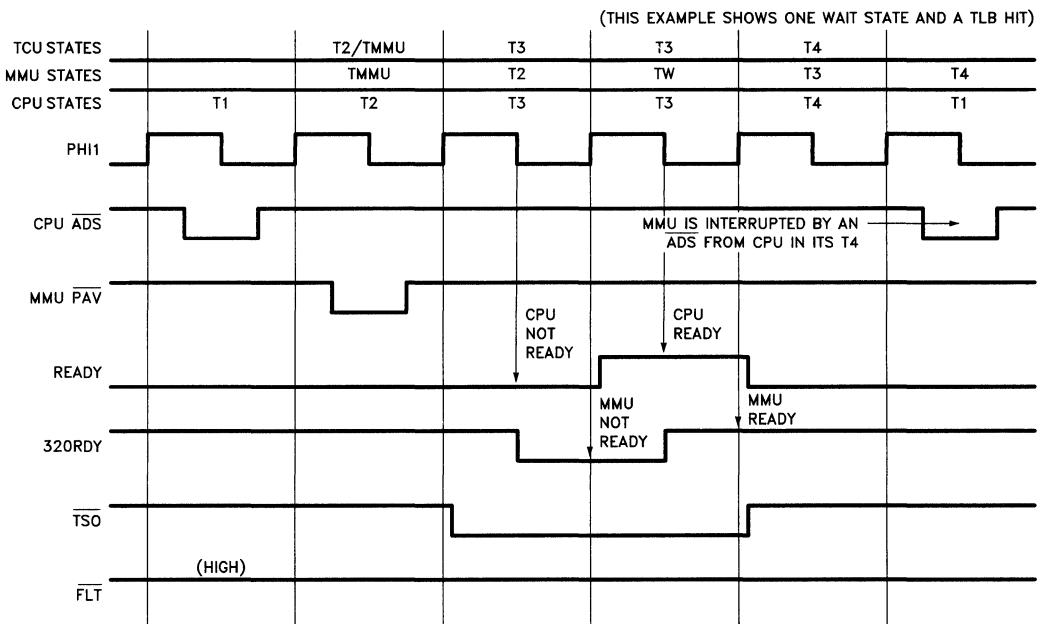 (THIS EXAMPLE SHOWS ONE WAIT STATE AND A TLB HIT)
TCU STATES T2/TMMU T3 T3 T4
MMU STATES TMMU T2 TW T3 T4
CPU STATES T1 T2 T3 T3 T4 T1
PHI1
CPU ADS
MMU IS INTERRUPTED BY AN
ADS FROM CPU IN ITS T4
MMU PAV
CPU
NOT
READY
CPU
READY
READY
MMU
NOT
READY
MMU
READY
320RDY
TSO
(HIGH)
FLT